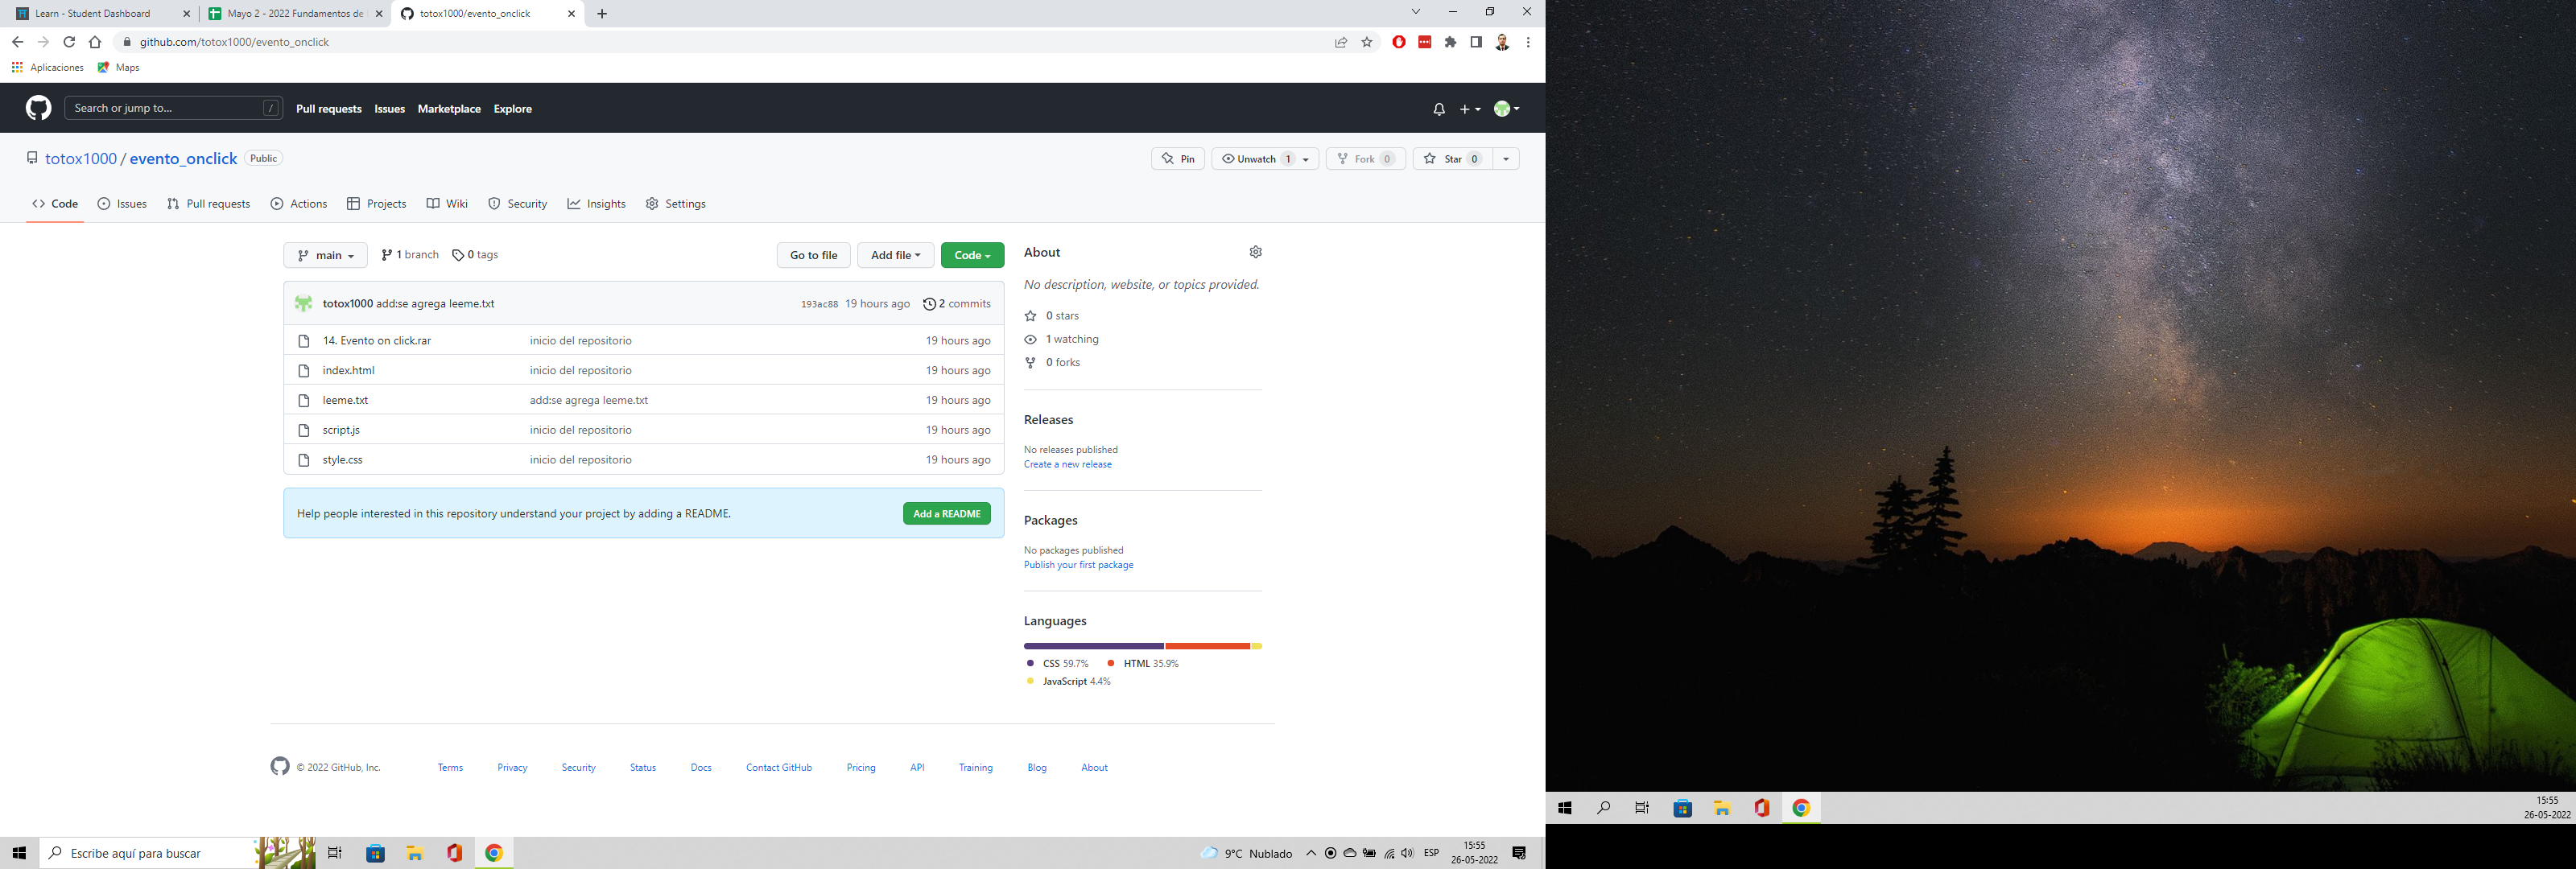 Learn - Student Dashboard
Mayo 2 - 2022 Fundamentos de
totox1000/evento_onclick
github.com/totox1000/evento_onclick
Aplicaciones
Maps
Search or jump to...
/
Pull requests
Issues
Marketplace
Explore
totox1000 / evento_onclick
Public
Pin
Unwatch 1
Fork 0
Star 0
Code
Issues
Pull requests
Actions
Projects
Wiki
Security
Insights
Settings
main
1 branch
0 tags
Go to file
Add file
Code
totox1000 add:se agrega leeme.txt
193ac88 19 hours ago
2 commits
14. Evento on click.rar
inicio del repositorio
19 hours ago
index.html
inicio del repositorio
19 hours ago
leeme.txt
add:se agrega leeme.txt
19 hours ago
script.js
inicio del repositorio
19 hours ago
style.css
inicio del repositorio
19 hours ago
Help people interested in this repository understand your project by adding a README.
Add a README
About
No description, website, or topics provided.
0 stars
1 watching
0 forks
Releases
No releases published
Create a new release
Packages
No packages published
Publish your first package
Languages
CSS 59.7%
HTML 35.9%
JavaScript 4.4%
© 2022 GitHub, Inc.
Terms
Privacy
Security
Status
Docs
Contact GitHub
Pricing
API
Training
Blog
About
Escribe aquí para buscar
9°C Nublado
ESP
15:55
26-05-2022
15:55
26-05-2022